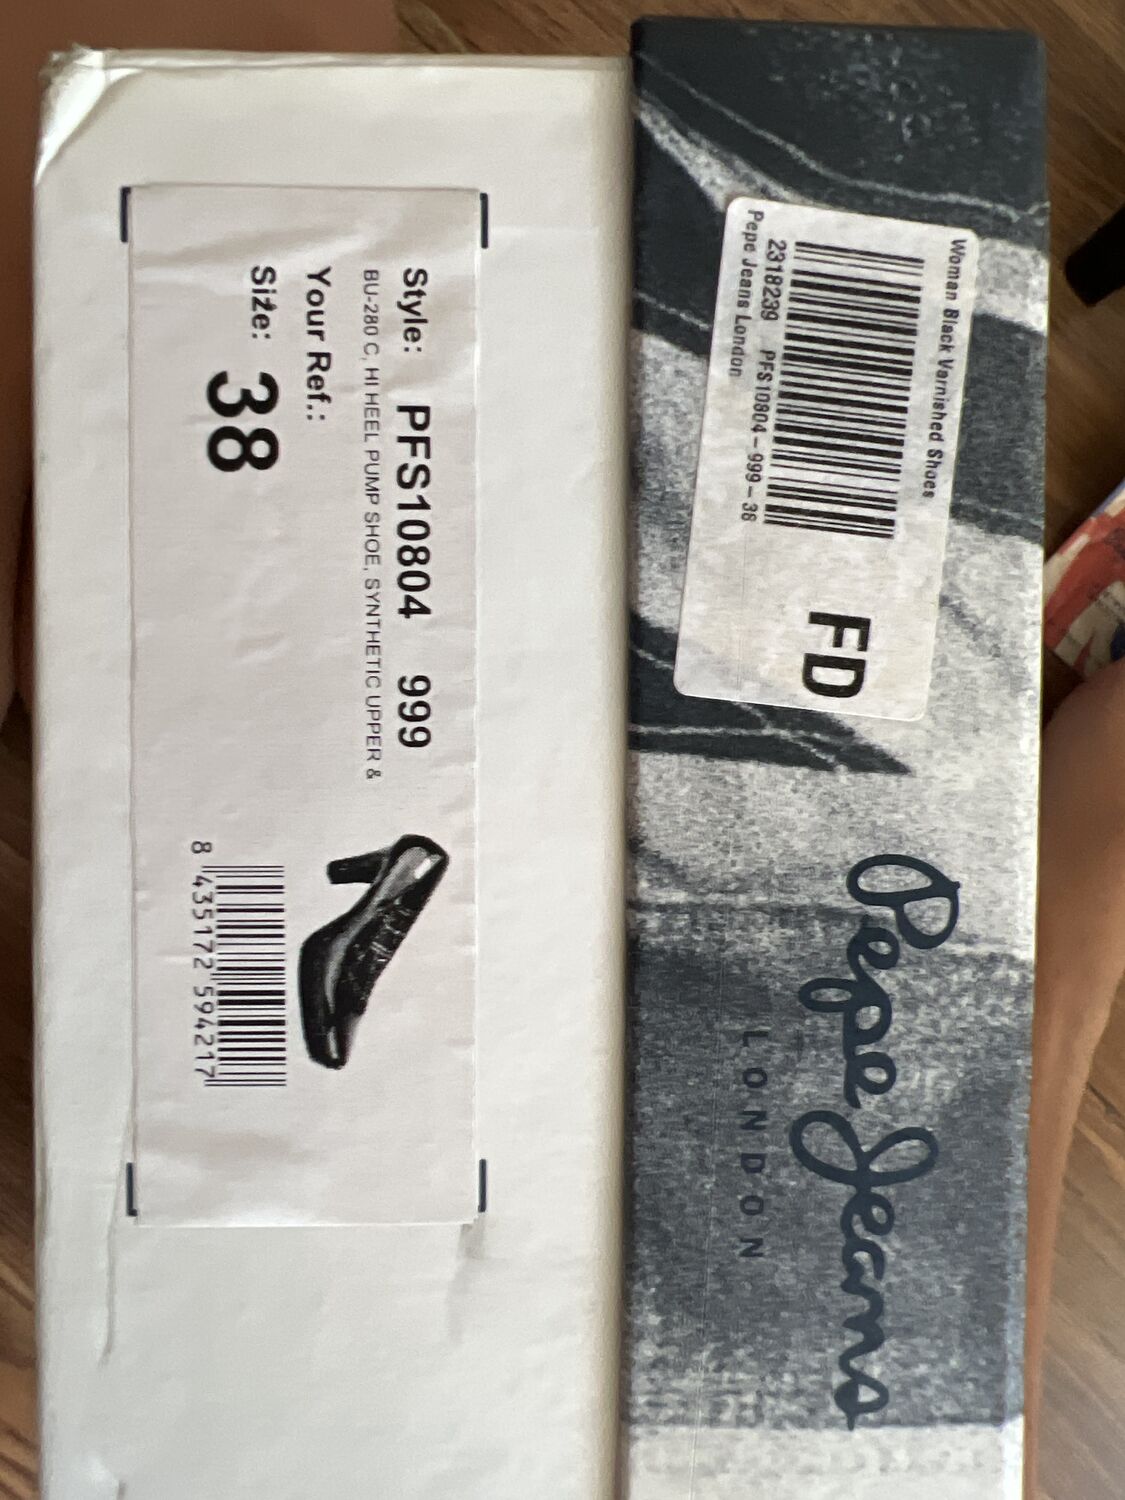 Woman Black Varnished Shoes
2318239 PFS10804-999-38
Pepe Jeans London
FD
Pepe Jeans
LONDON
Style: PFS10804 999
BU-280 C, HI HEEL PUMP SHOE, SYNTHETIC UPPER &
Your Ref.:
Size: 38
8 435172 594217